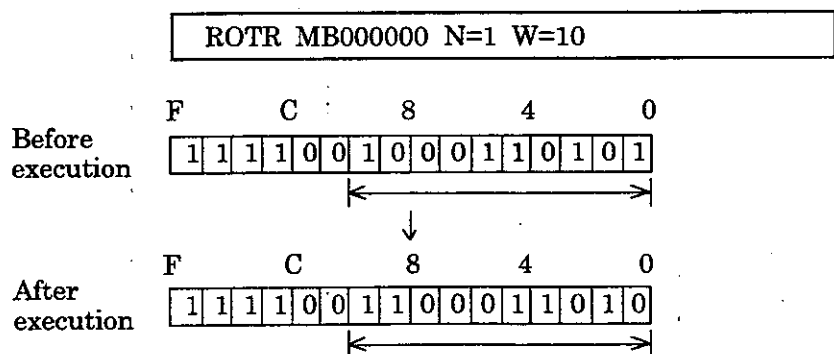 ROTR MB000000 N=1 W=10
F C 8 4 0
Before
execution
1 1 1 1 0 0 1 0 0 0 1 1 0 1 0 1
F C 8 4 0
After
execution
1 1 1 1 0 0 1 1 0 0 0 1 1 0 1 0